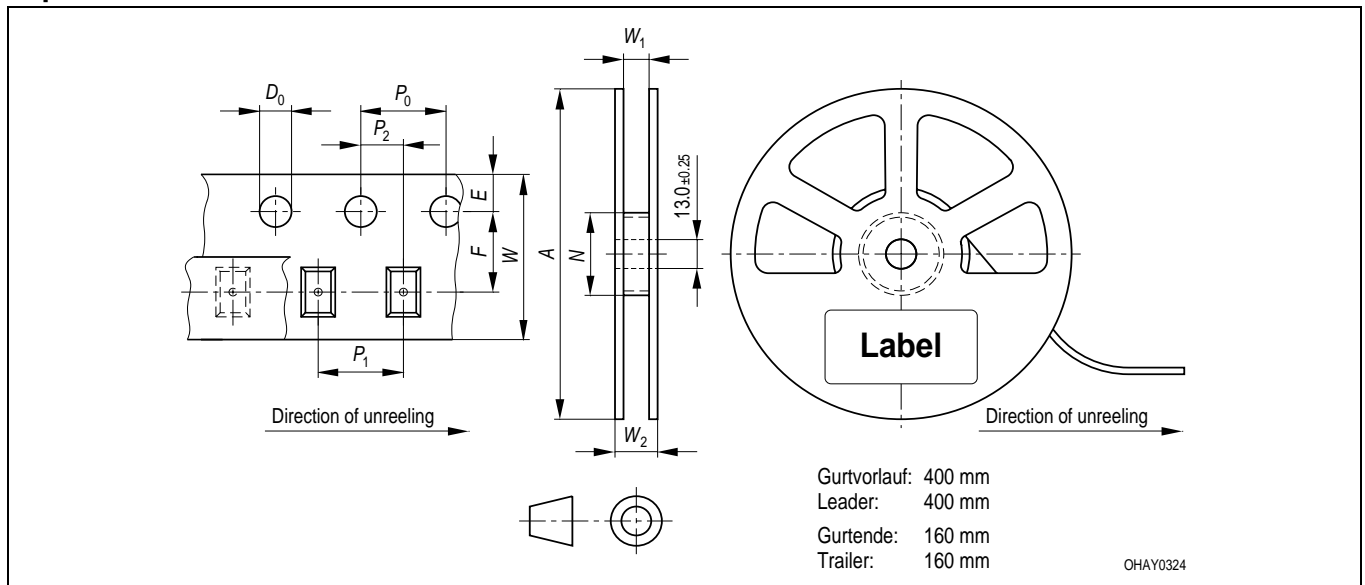 W1
D0
P0
P2
E
F
W
A
N
13.0±0.25
Label
P1
Direction of unreeling
W2
Direction of unreeling
Gurtvorlauf: 400 mm
Leader: 400 mm
Gurtende: 160 mm
Trailer: 160 mm
OHAY0324